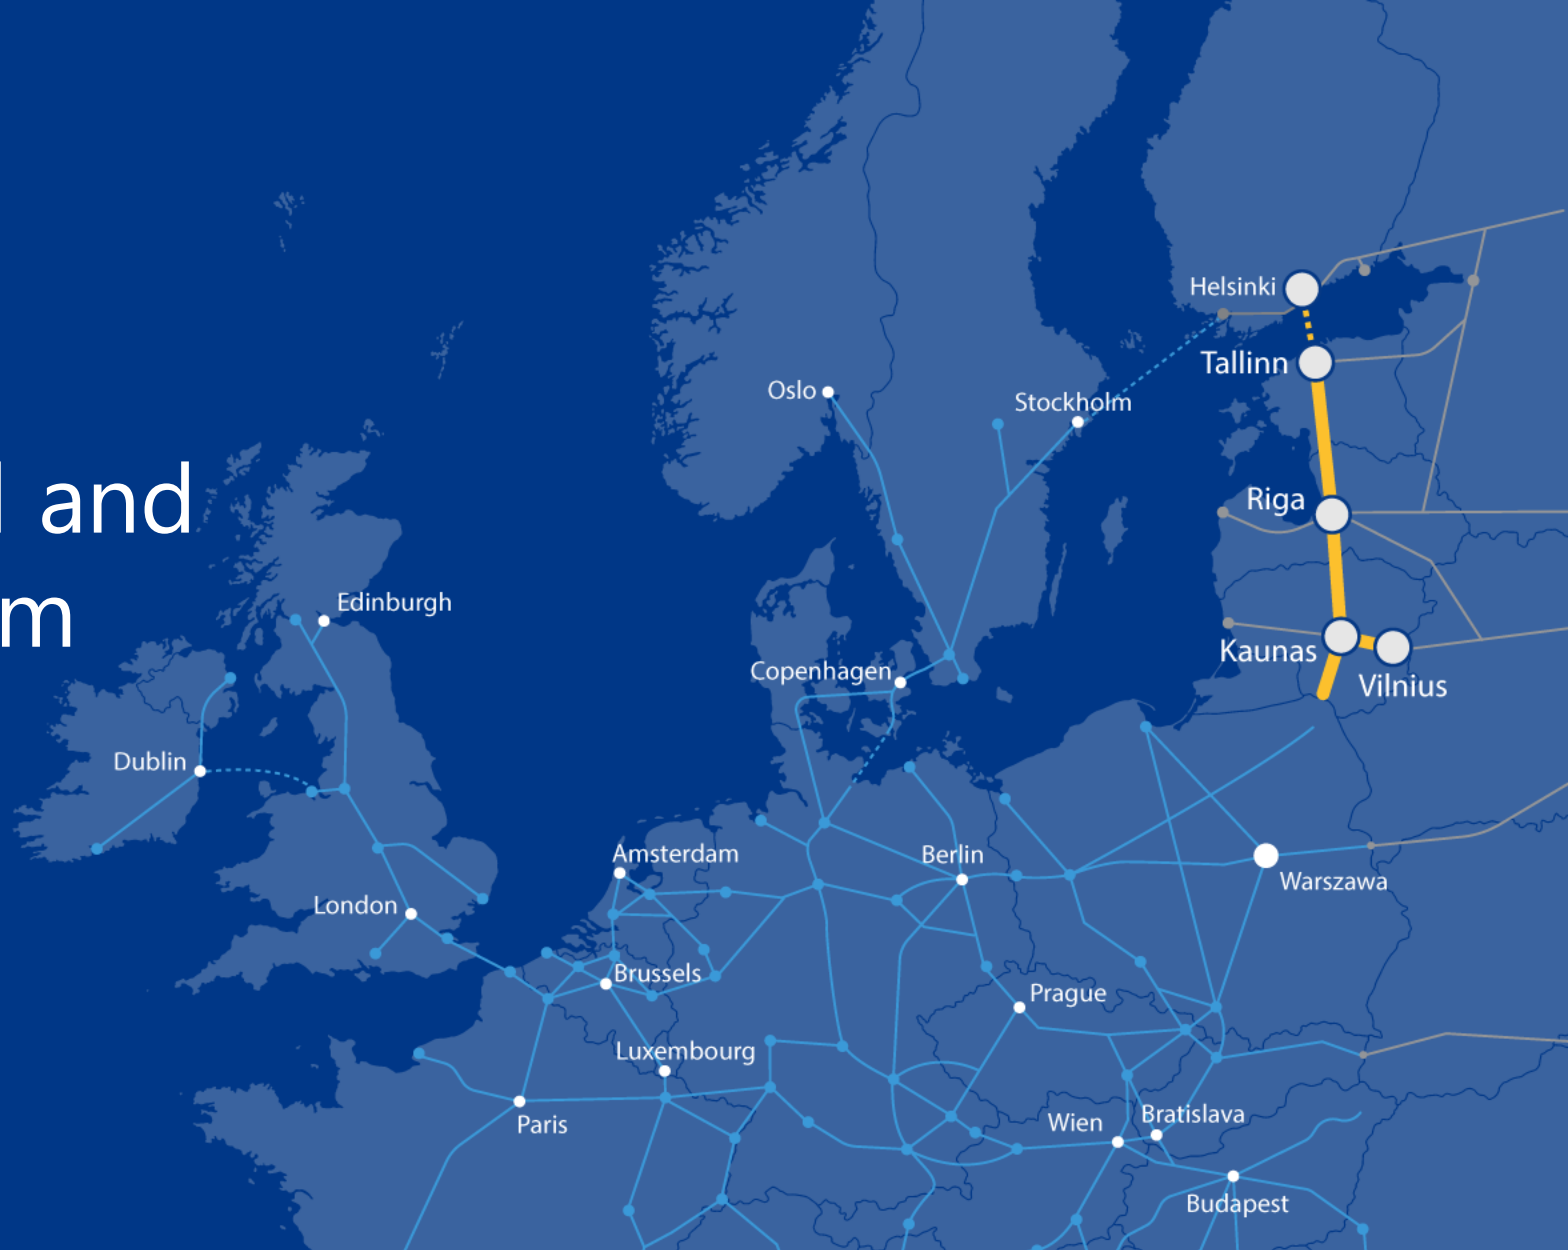 Helsinki
Tallinn
Oslo
Stockholm
and
Riga
m
Edinburgh
Kaunas
Copenhagen
Vilnius
Dublin
Amsterdam
Berlin
Warszawa
London
Brussels
Prague
Luxembourg
Bratislava
Wien
Paris
Budapest